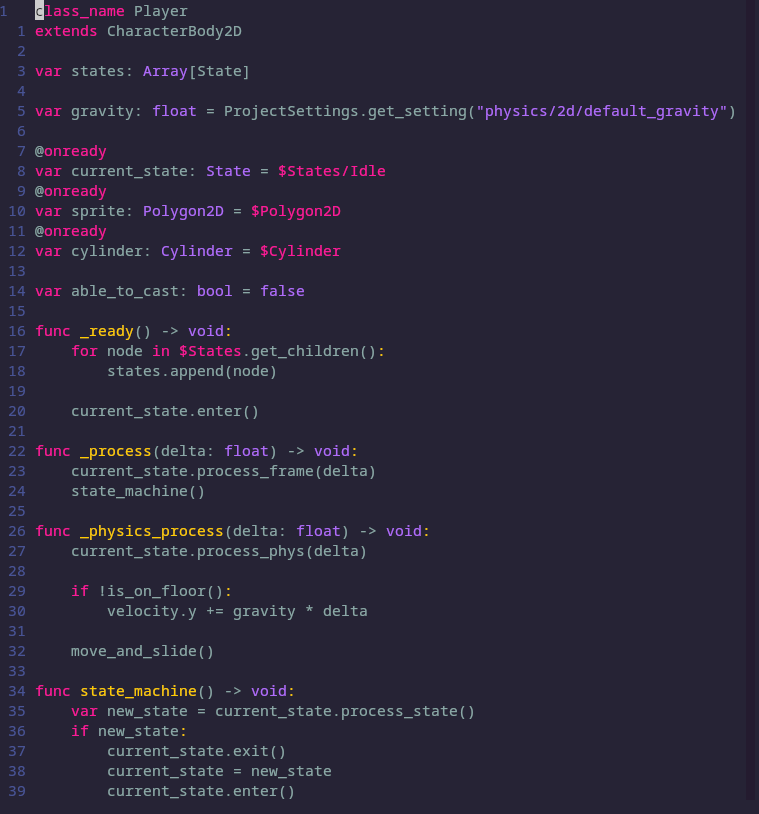 1 class_name Player
1 extends CharacterBody2D
2
3 var states: Array[State]
4
5 var gravity: float = ProjectSettings.get_setting("physics/2d/default_gravity")
6
7 @onready
8 var current_state: State = $States/Idle
9 @onready
10 var sprite: Polygon2D = $Polygon2D
11 @onready
12 var cylinder: Cylinder = $Cylinder
13
14 var able_to_cast: bool = false
15
16 func _ready() -> void:
17     for node in $States.get_children():
18         states.append(node)
19
20     current_state.enter()
21
22 func _process(delta: float) -> void:
23     current_state.process_frame(delta)
24     state_machine()
25
26 func _physics_process(delta: float) -> void:
27     current_state.process_phys(delta)
28
29     if !is_on_floor():
30         velocity.y += gravity * delta
31
32     move_and_slide()
33
34 func state_machine() -> void:
35     var new_state = current_state.process_state()
36     if new_state:
37         current_state.exit()
38         current_state = new_state
39         current_state.enter()